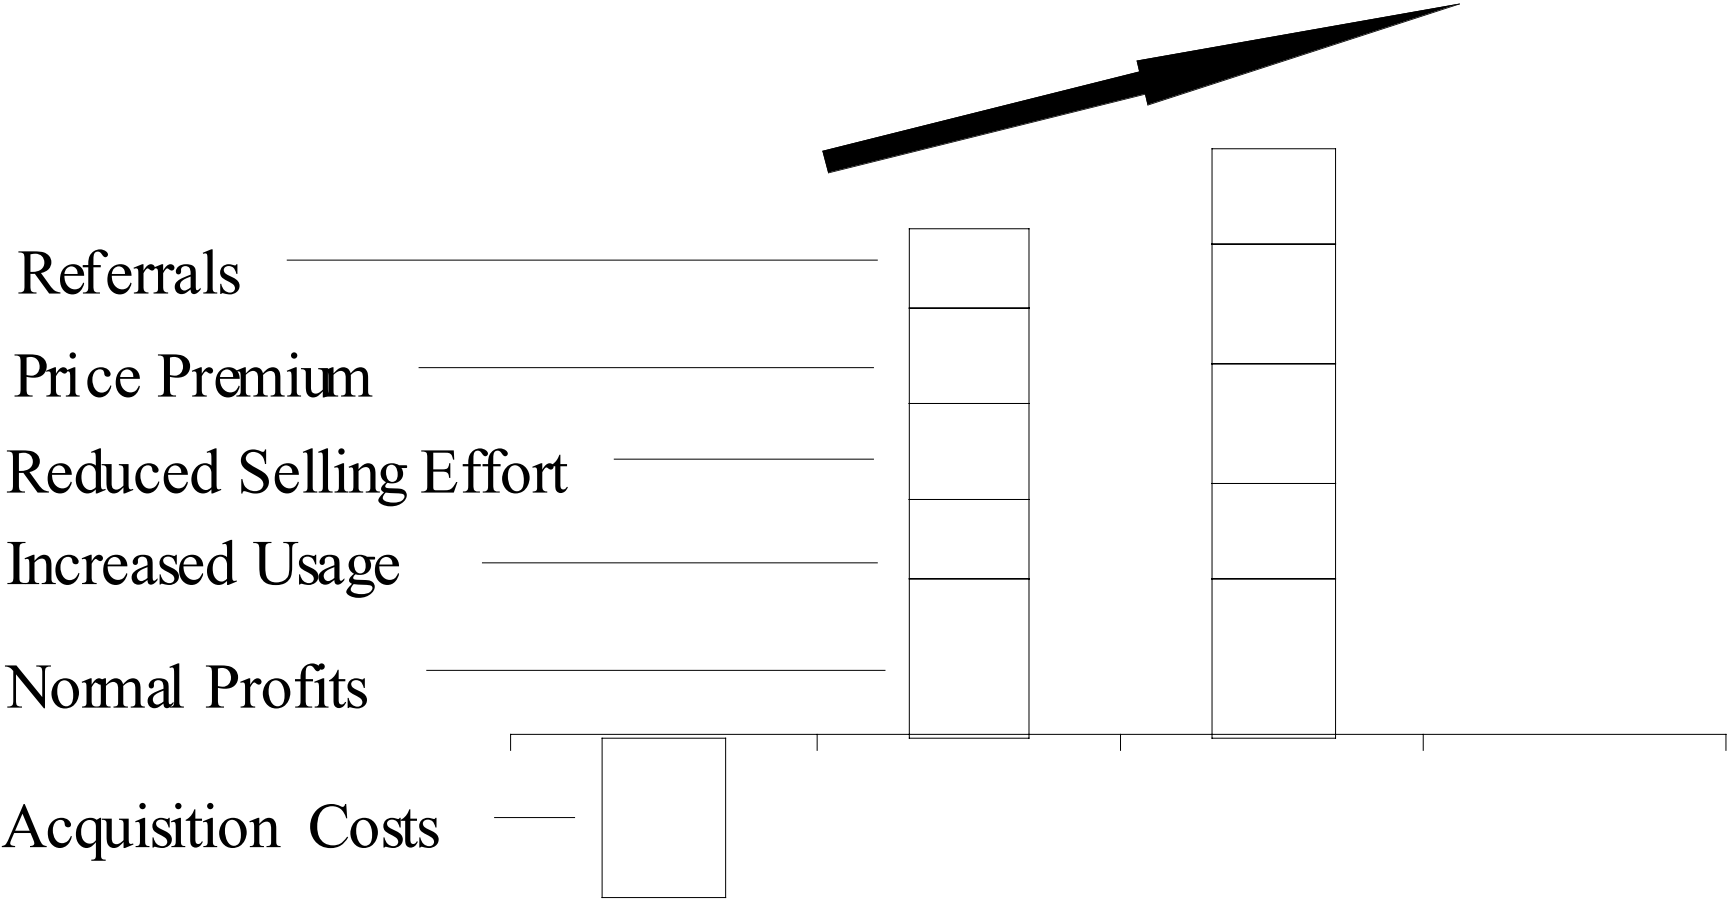 Referrals
Price Premium
Reduced Selling Effort
Increased Usage
Normal Profits
Acquisition Costs